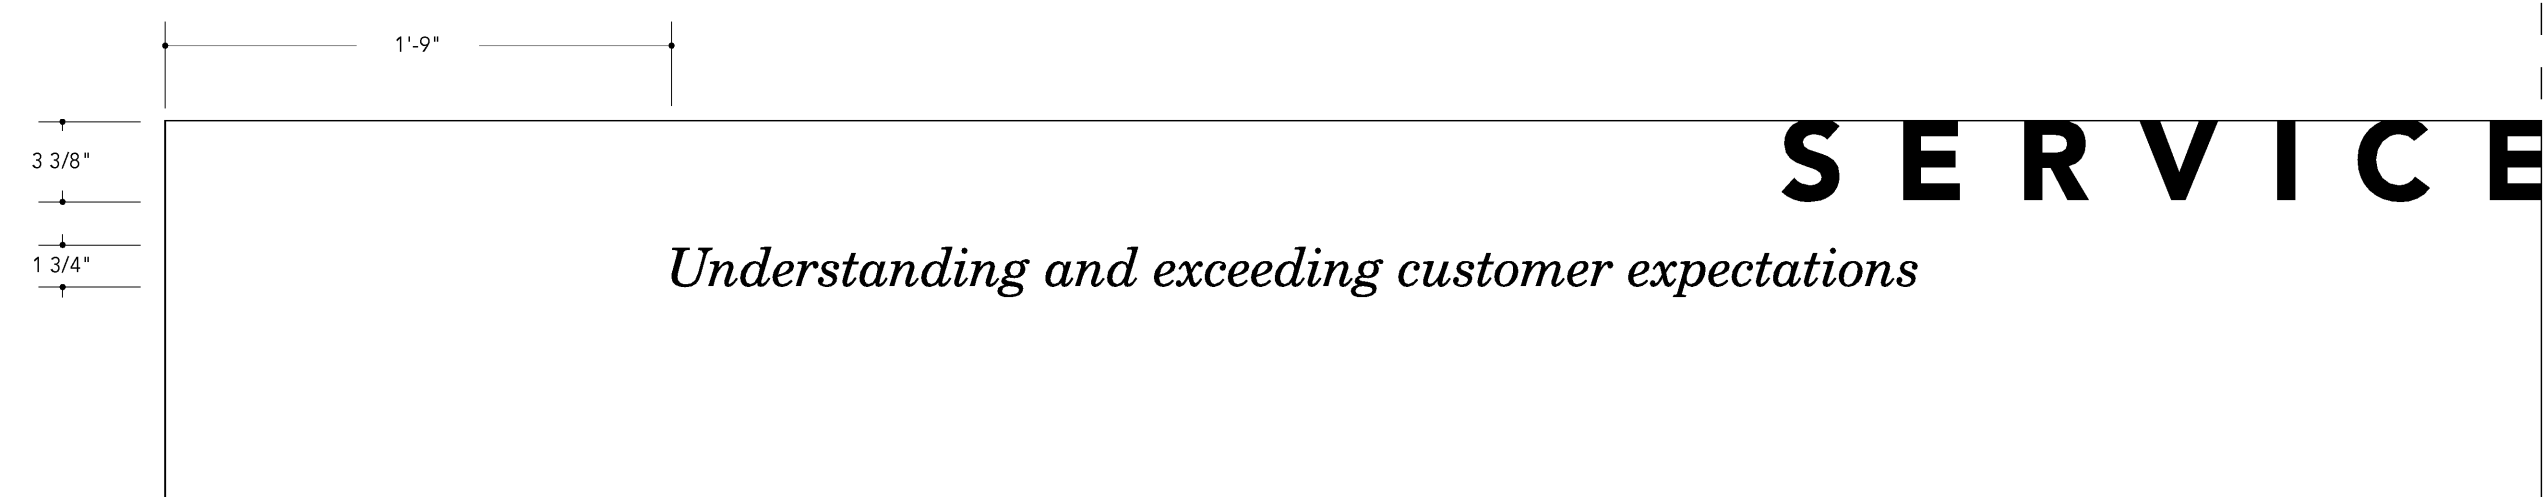 1'-9"
3 3/8"
SERVICE
1 3/4"
Understanding and exceeding customer expectations